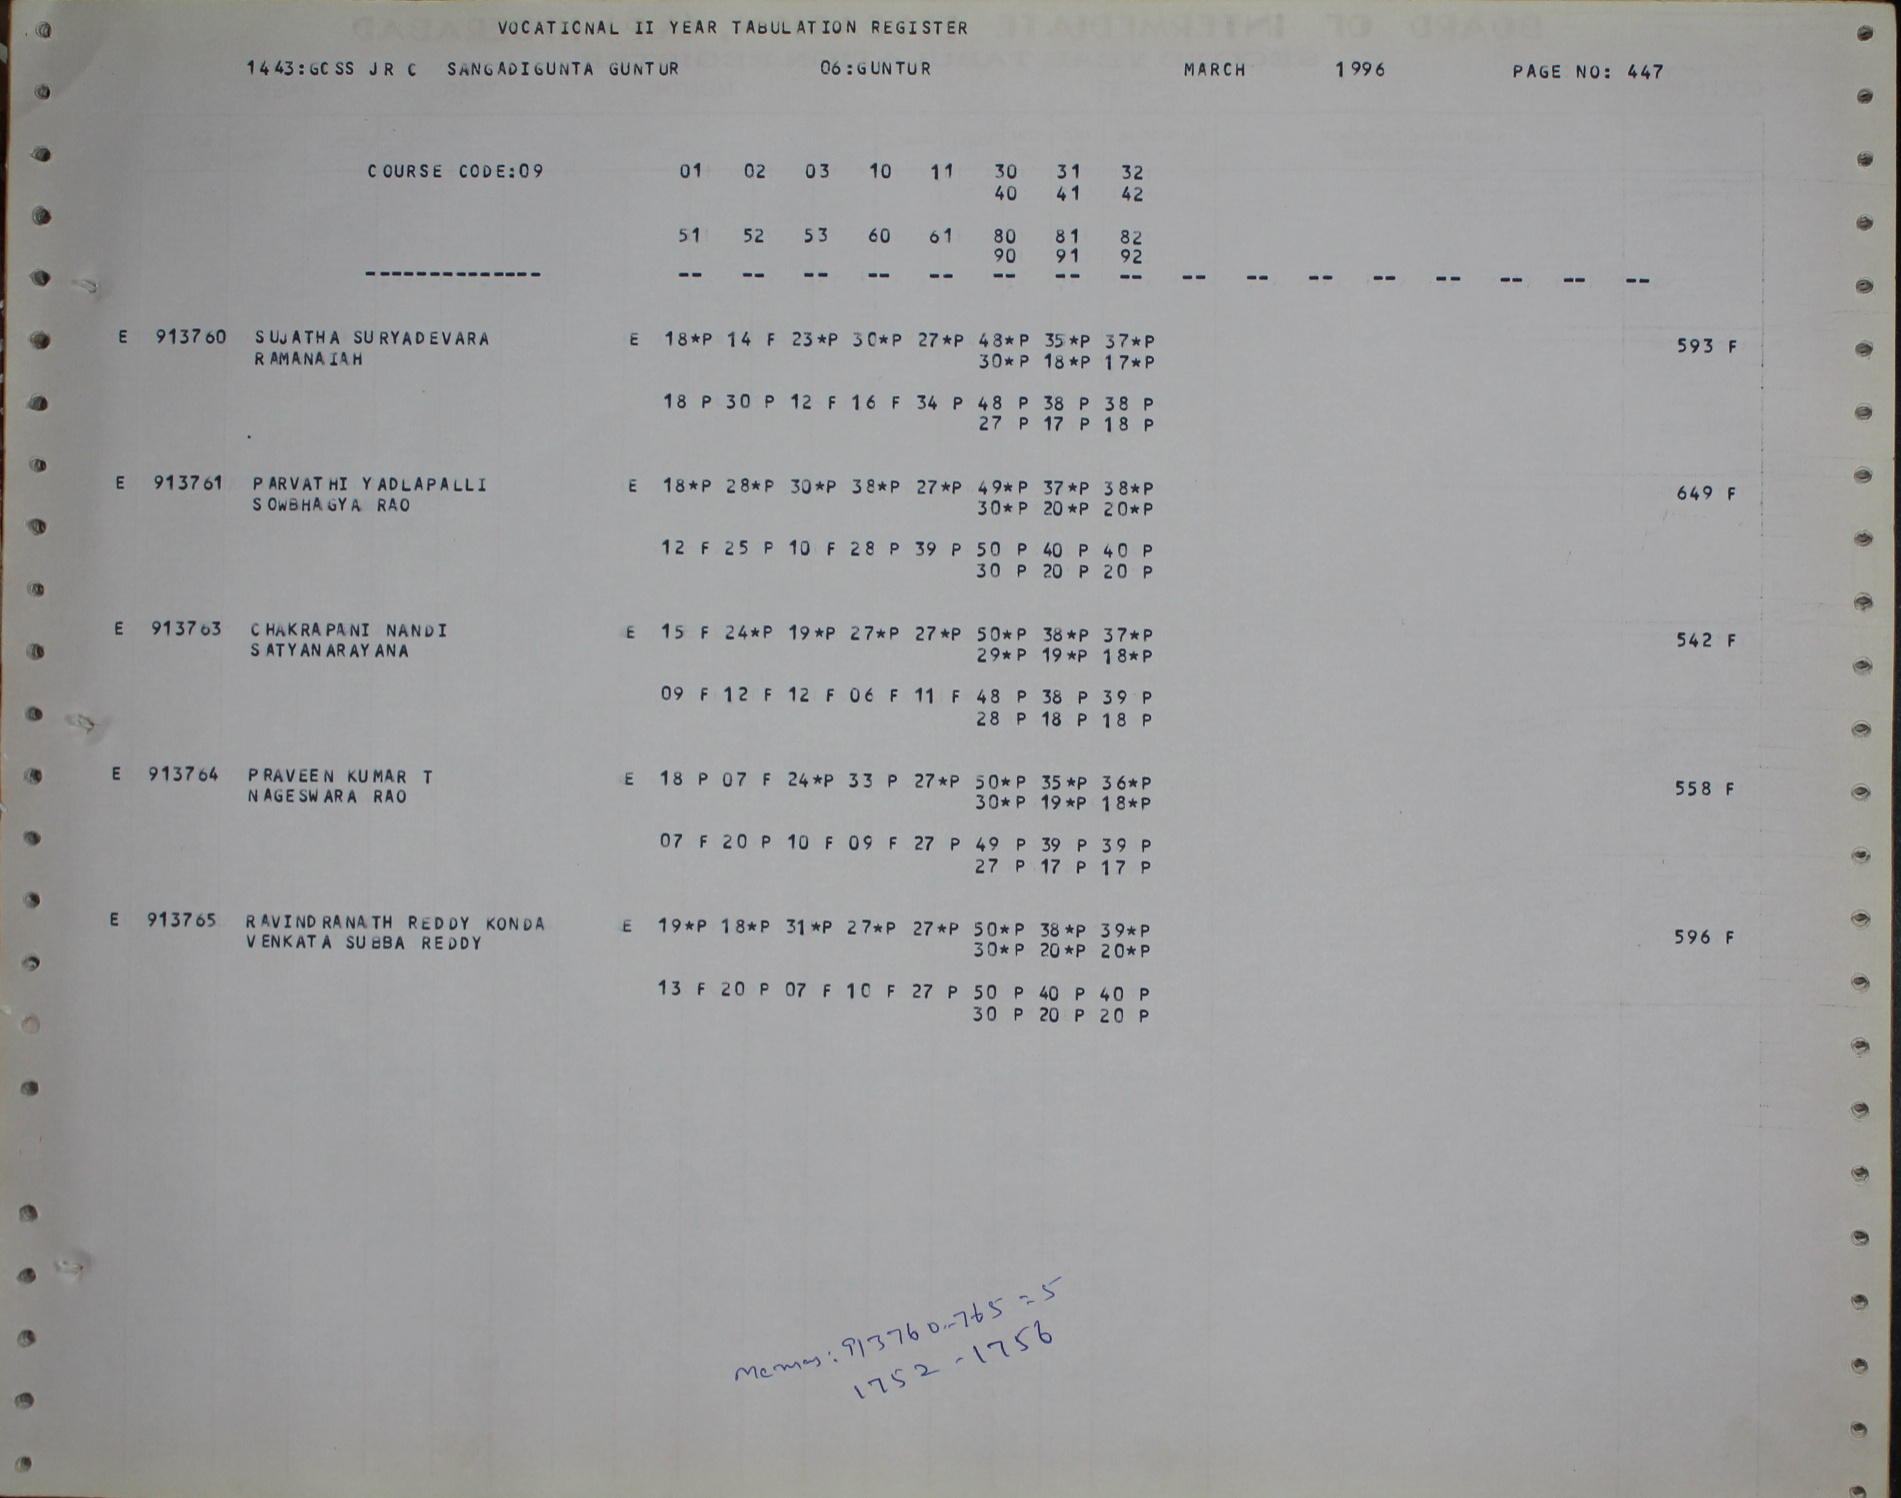 VOCATIONAL II YEAR TABULATION REGISTER
1443:GCSS JR C SANGADIGUNTA GUNTUR 06:GUNTUR MARCH 1996 PAGE NO: 447
COURSE CODE:09 01 02 03 10 11 30 31 32
40 41 42
51 52 53 60 61 80 81 82
90 91 92
-------------- -- -- -- -- -- -- -- -- -- -- -- -- -- -- -- --
E 913760 SUJATHA SURYADEVARA E 18*P 14 F 23*P 30*P 27*P 48*P 35*P 37*P 593 F
RAMANAIAH 30*P 18*P 17*P
18 P 30 P 12 F 16 F 34 P 48 P 38 P 38 P
27 P 17 P 18 P
E 913761 PARVATHI YADLAPALLI E 18*P 28*P 30*P 38*P 27*P 49*P 37*P 38*P 649 F
SOWBHAGYA RAO 30*P 20*P 20*P
12 F 25 P 10 F 28 P 39 P 50 P 40 P 40 P
30 P 20 P 20 P
E 913763 CHAKRAPANI NANDI E 15 F 24*P 19*P 27*P 27*P 50*P 38*P 37*P 542 F
SATYANARAYANA 29*P 19*P 18*P
09 F 12 F 12 F 06 F 11 F 48 P 38 P 39 P
28 P 18 P 18 P
E 913764 PRAVEEN KUMAR T E 18 P 07 F 24*P 33 P 27*P 50*P 35*P 36*P 558 F
NAGESWARA RAO 30*P 19*P 18*P
07 F 20 P 10 F 09 F 27 P 49 P 39 P 39 P
27 P 17 P 17 P
E 913765 RAVINDRANATH REDDY KONDA E 19*P 18*P 31*P 27*P 27*P 50*P 38*P 39*P 596 F
VENKATA SUBBA REDDY 30*P 20*P 20*P
13 F 20 P 07 F 10 F 27 P 50 P 40 P 40 P
30 P 20 P 20 P
Memos: 913760--765 = 5
1752 - 1756